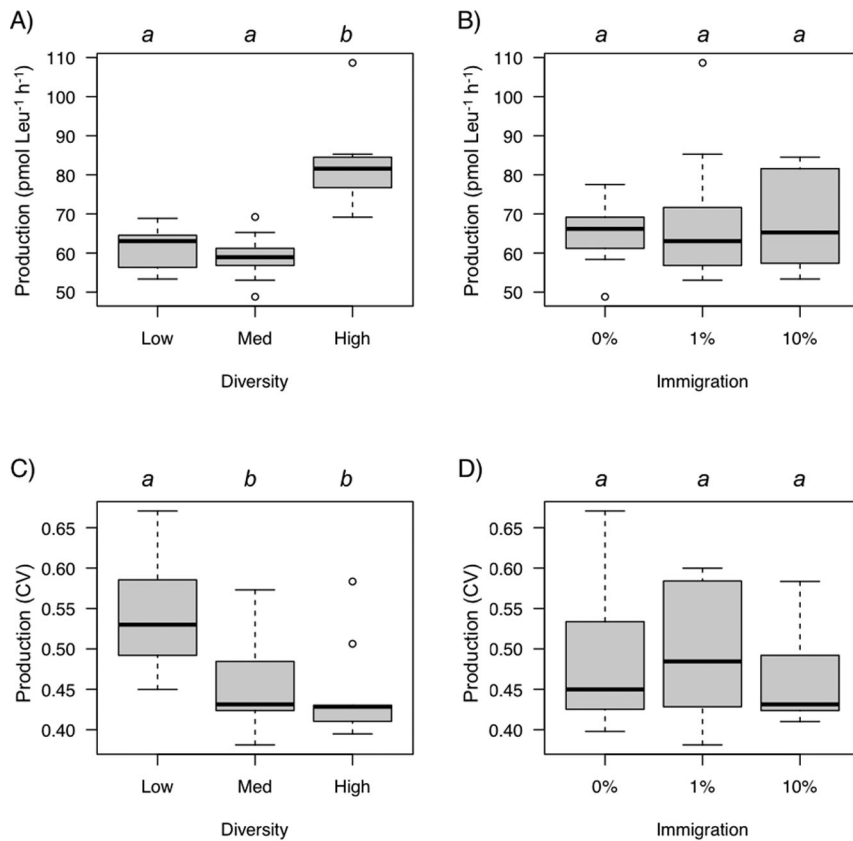 A)
a a b
110
100
90
80
70
60
50
Production (pmol Leu⁻¹ h⁻¹)
Low Med High
Diversity
B)
a a a
110
100
90
80
70
60
50
Production (pmol Leu⁻¹ h⁻¹)
0% 1% 10%
Immigration
C)
a b b
0.65
0.60
0.55
0.50
0.45
0.40
Production (CV)
Low Med High
Diversity
D)
a a a
0.65
0.60
0.55
0.50
0.45
0.40
Production (CV)
0% 1% 10%
Immigration